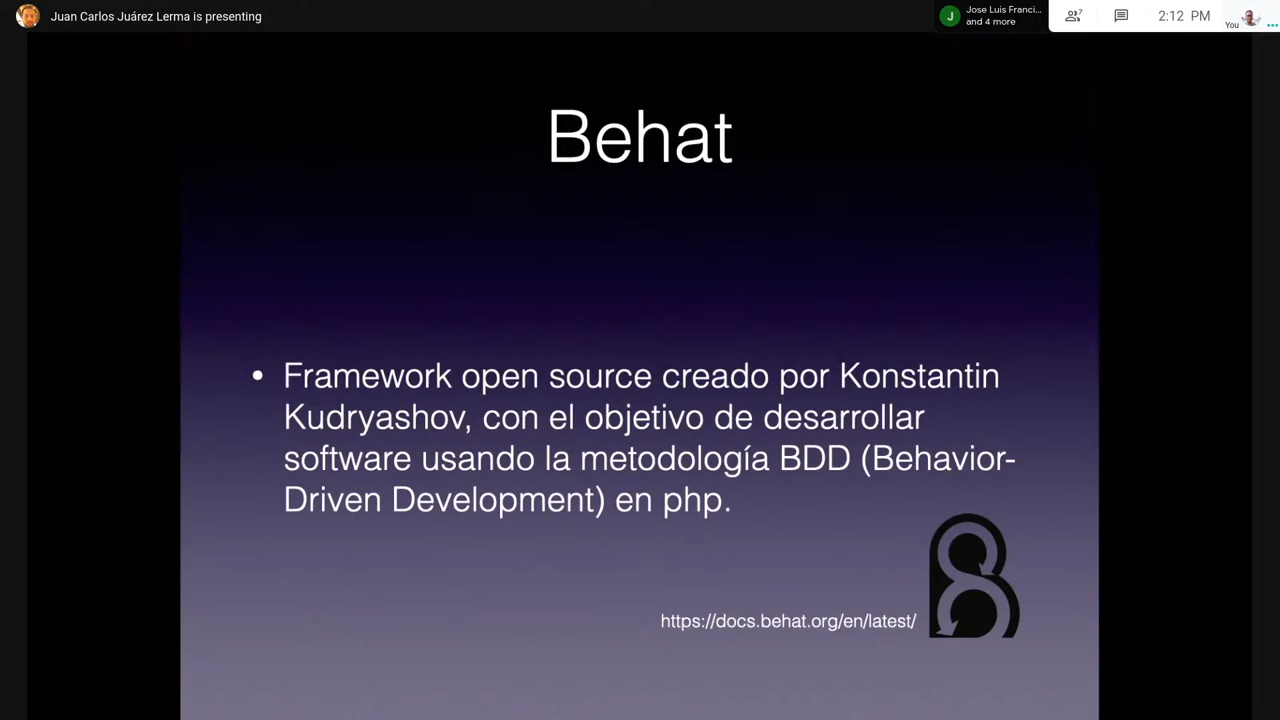 Juan Carlos Juárez Lerma is presenting
J
Jose Luis Franci...
and 4 more
7
2:12 PM
You
Behat
• Framework open source creado por Konstantin
Kudryashov, con el objetivo de desarrollar
software usando la metodología BDD (Behavior-
Driven Development) en php.
https://docs.behat.org/en/latest/